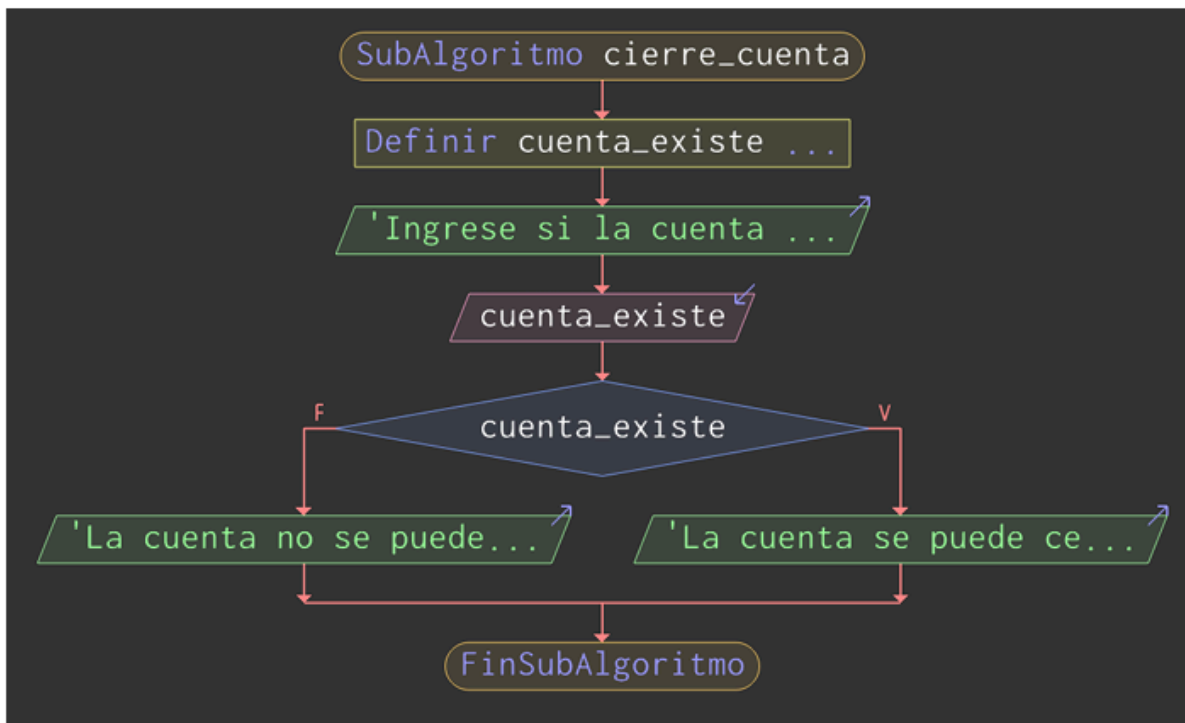 SubAlgoritmo cierre_cuenta
Definir cuenta_existe ...
'Ingrese si la cuenta ...
cuenta_existe
F
cuenta_existe
V
'La cuenta no se puede...
'La cuenta se puede ce...
FinSubAlgoritmo